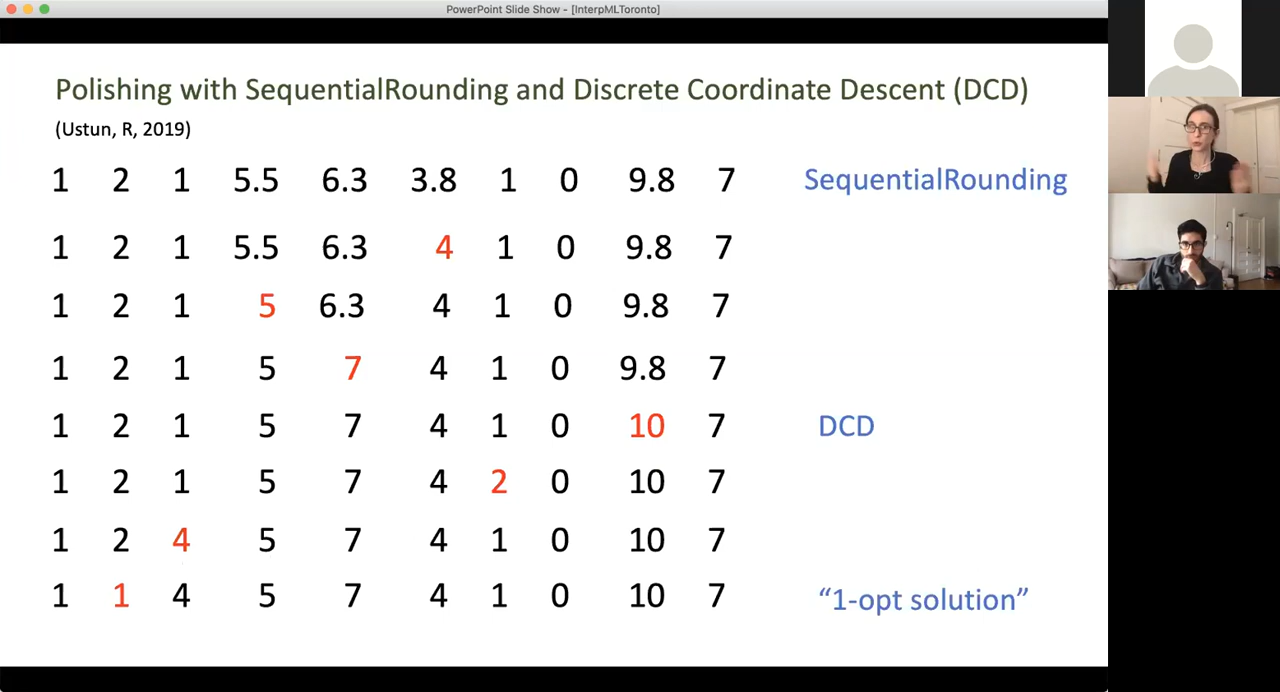 PowerPoint Slide Show - [InterpMLToronto]
Polishing with SequentialRounding and Discrete Coordinate Descent (DCD)
(Ustun, R, 2019)
1 2 1 5.5 6.3 3.8 1 0 9.8 7 SequentialRounding
1 2 1 5.5 6.3 4 1 0 9.8 7
1 2 1 5 6.3 4 1 0 9.8 7
1 2 1 5 7 4 1 0 9.8 7
1 2 1 5 7 4 1 0 10 7 DCD
1 2 1 5 7 4 2 0 10 7
1 2 4 5 7 4 1 0 10 7
1 1 4 5 7 4 1 0 10 7 “1-opt solution”